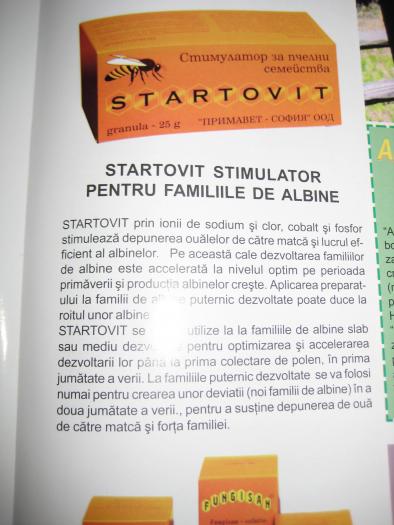 Стимулатор за пчелни
семейства
STARTOVIT
granula - 25 g "ПРИМАВЕТ - СОФИЯ" ООД
STARTOVIT STIMULATOR
PENTRU FAMILIILE DE ALBINE
STARTOVIT prin ionii de sodium şi clor, cobalt şi fosfor
stimulează depunerea ouălelor de către matcă şi lucrul ef-
ficient al albinelor. Pe această cale dezvoltarea familiilor
de albine este accelerată la nivelul optim pe perioada
primăverii şi producţia albinelor creşte. Aplicarea preparat-
ului la familii de puternic dezvoltate poate duce la
roitul unor albine
STARTOVIT se utilize la la familiile de albine slab
sau mediu pentru optimizarea şi accelerarea
dezvoltarii lor până la prima colectare de polen, în prima
jumătate a verii. La familiile puternic dezvoltate se va folosi
numai pentru crearea unor deviatii (noi familii de albine) în a
doua jumătate a verii., pentru a susţine depunerea de ouă
de către matcă şi forţa familiei.
FUNGISAN